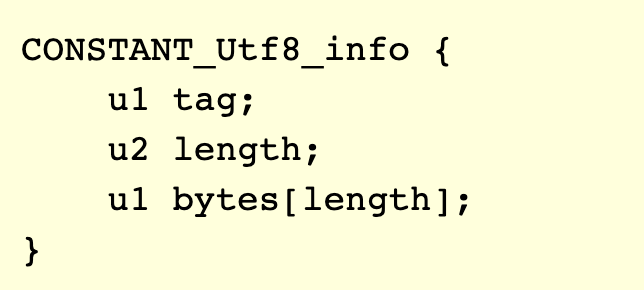 CONSTANT_Utf8_info {
    u1 tag;
    u2 length;
    u1 bytes[length];
}